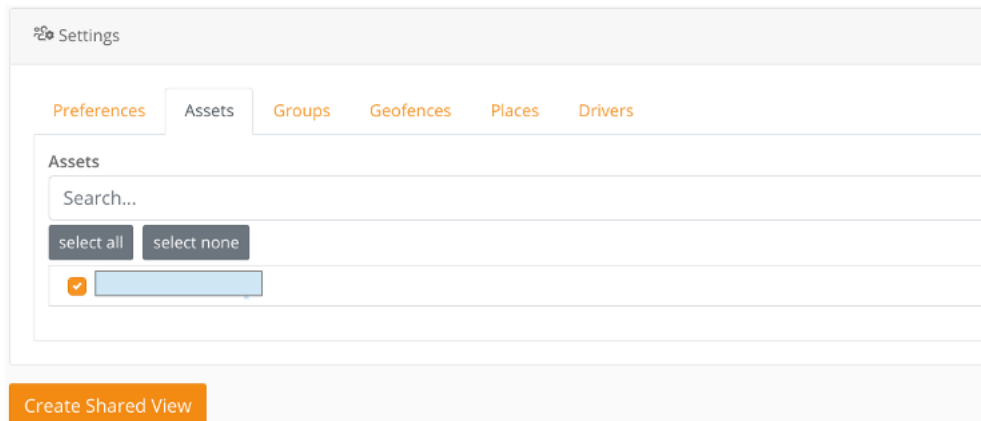 Settings
Preferences Assets Groups Geofences Places Drivers
Assets
Search...
select all select none
Create Shared View